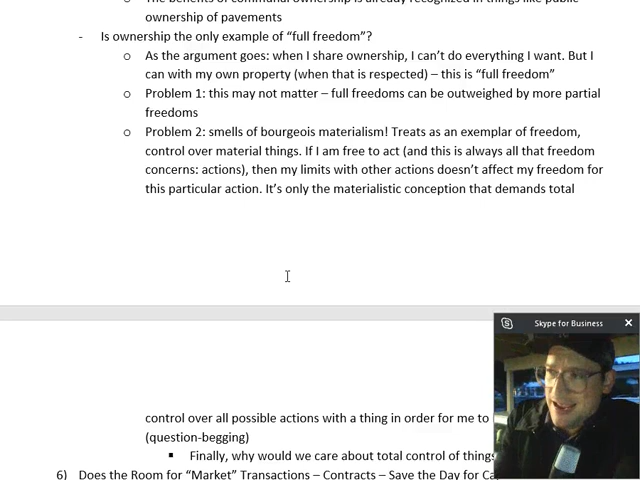 The benefits of communal ownership is already recognized in things like public
ownership of pavements
- Is ownership the only example of “full freedom”?
o As the argument goes: when I share ownership, I can’t do everything I want. But I
can with my own property (when that is respected) – this is “full freedom”
o Problem 1: this may not matter – full freedoms can be outweighed by more partial
freedoms
o Problem 2: smells of bourgeois materialism! Treats as an exemplar of freedom,
control over material things. If I am free to act (and this is always all that freedom
concerns: actions), then my limits with other actions doesn’t affect my freedom for
this particular action. It’s only the materialistic conception that demands total
Skype for Business
control over all possible actions with a thing in order for me to
(question-begging)
▪ Finally, why would we care about total control of things
6) Does the Room for “Market” Transactions – Contracts – Save the Day for